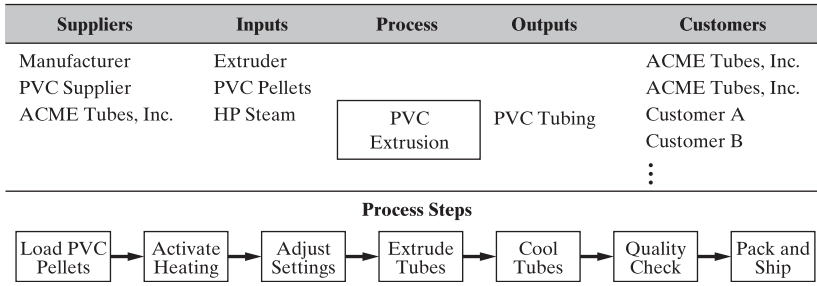 Suppliers Inputs Process Outputs Customers
Manufacturer Extruder ACME Tubes, Inc.
PVC Supplier PVC Pellets ACME Tubes, Inc.
ACME Tubes, Inc. HP Steam PVC PVC Tubing Customer A
Extrusion Customer B
Process Steps
Load PVC Activate Adjust Extrude Cool Quality Pack and
Pellets Heating Settings Tubes Tubes Check Ship